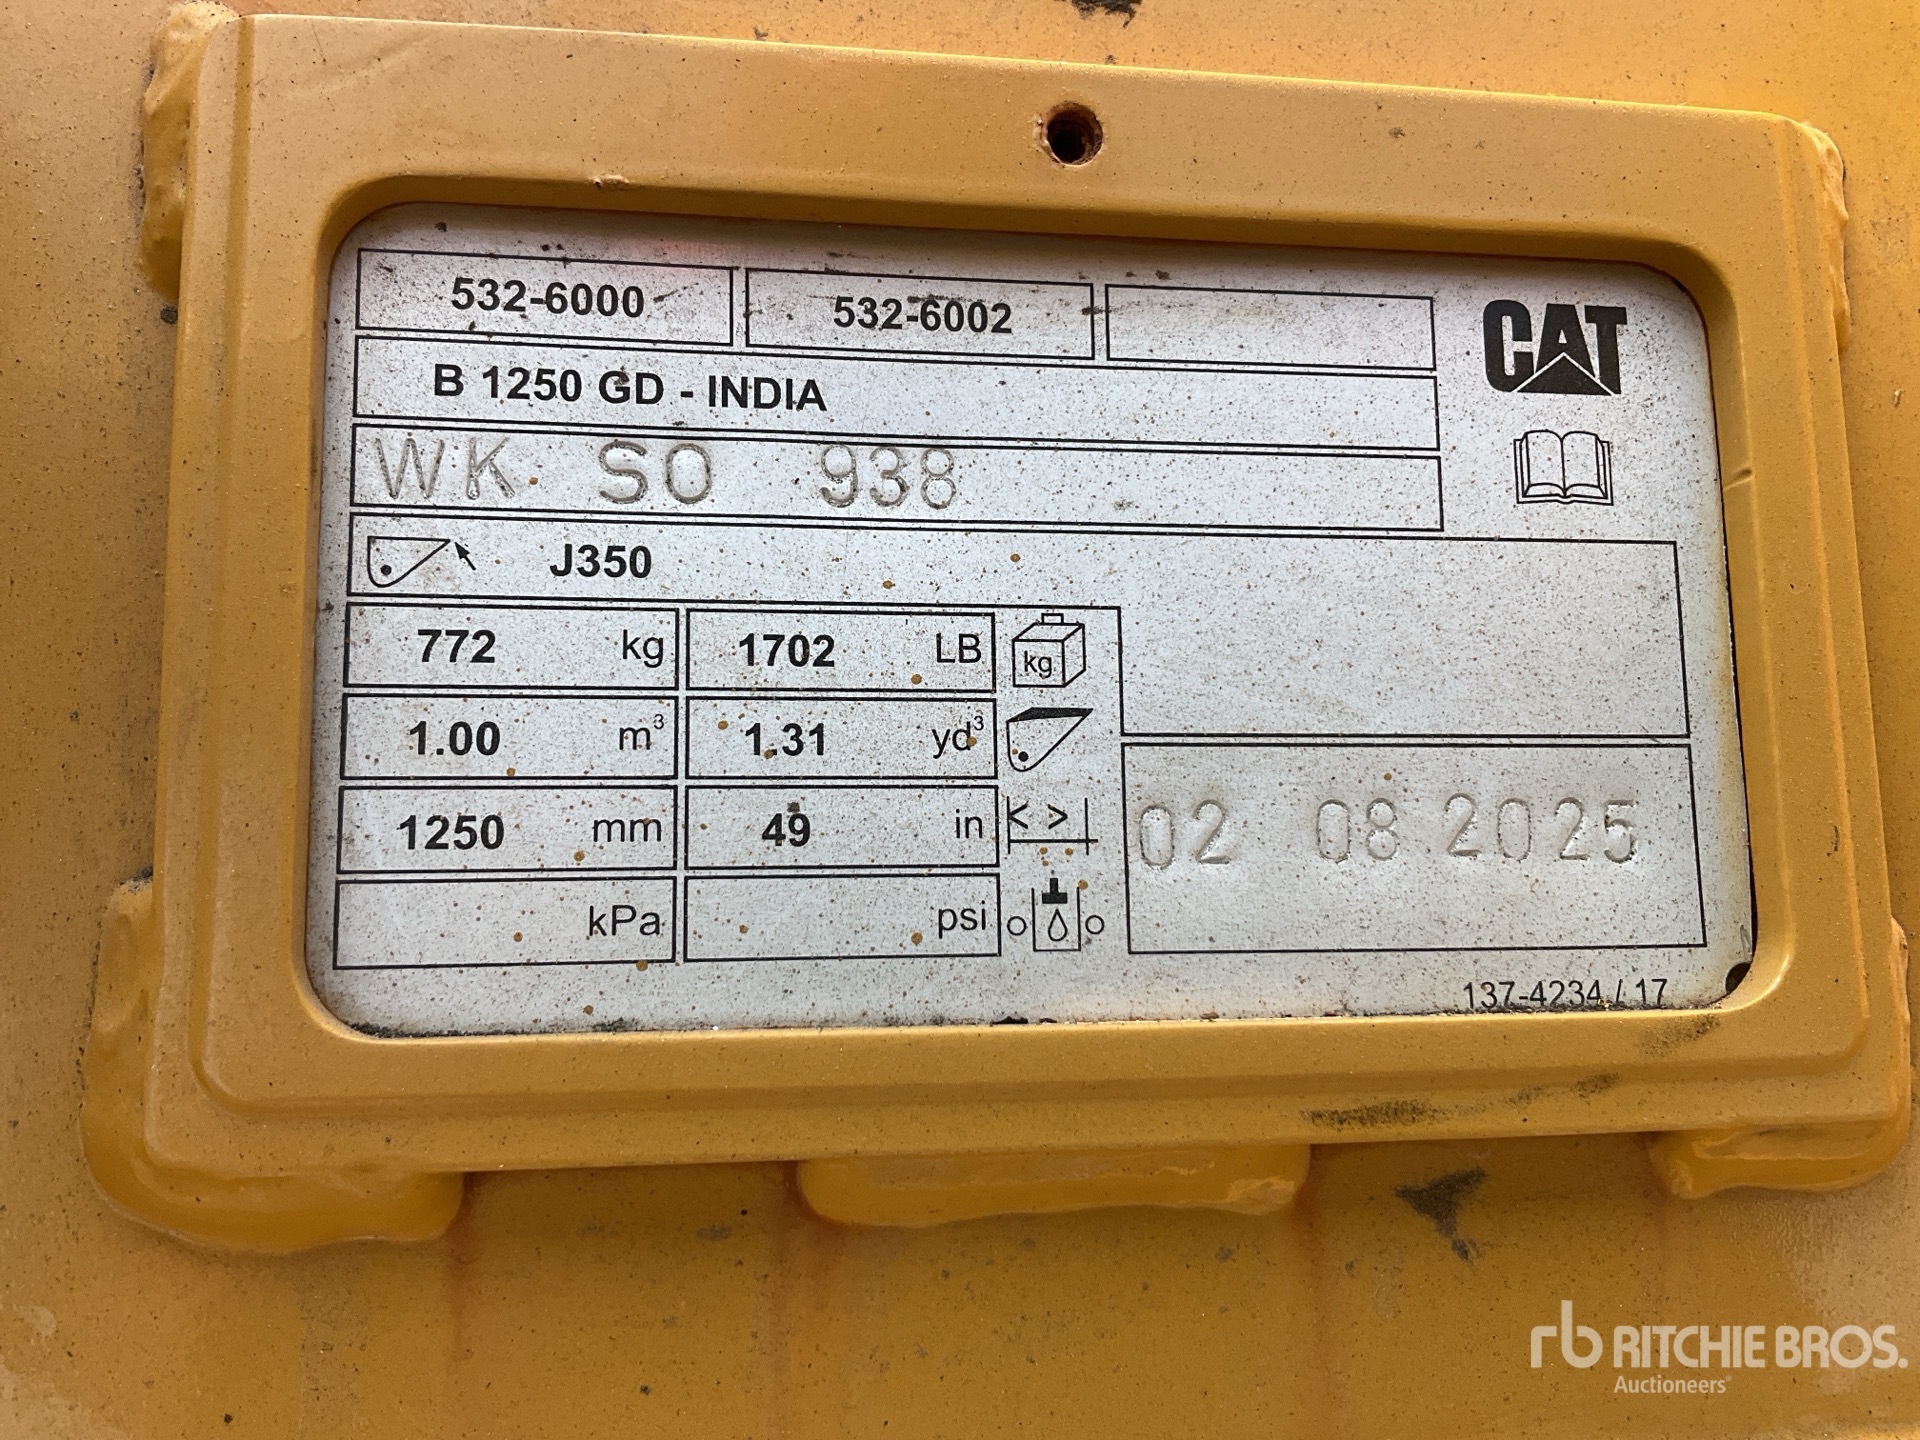 532-6000 532-6002
CAT
B 1250 GD - INDIA
WK SO 938
J350
772 kg 1702 LB kg
1.00 m³ 1.31 yd³
1250 mm 49 in
02 08 2025
kPa psi
137-4234 / 17
rb RITCHIE BROS.
Auctioneers